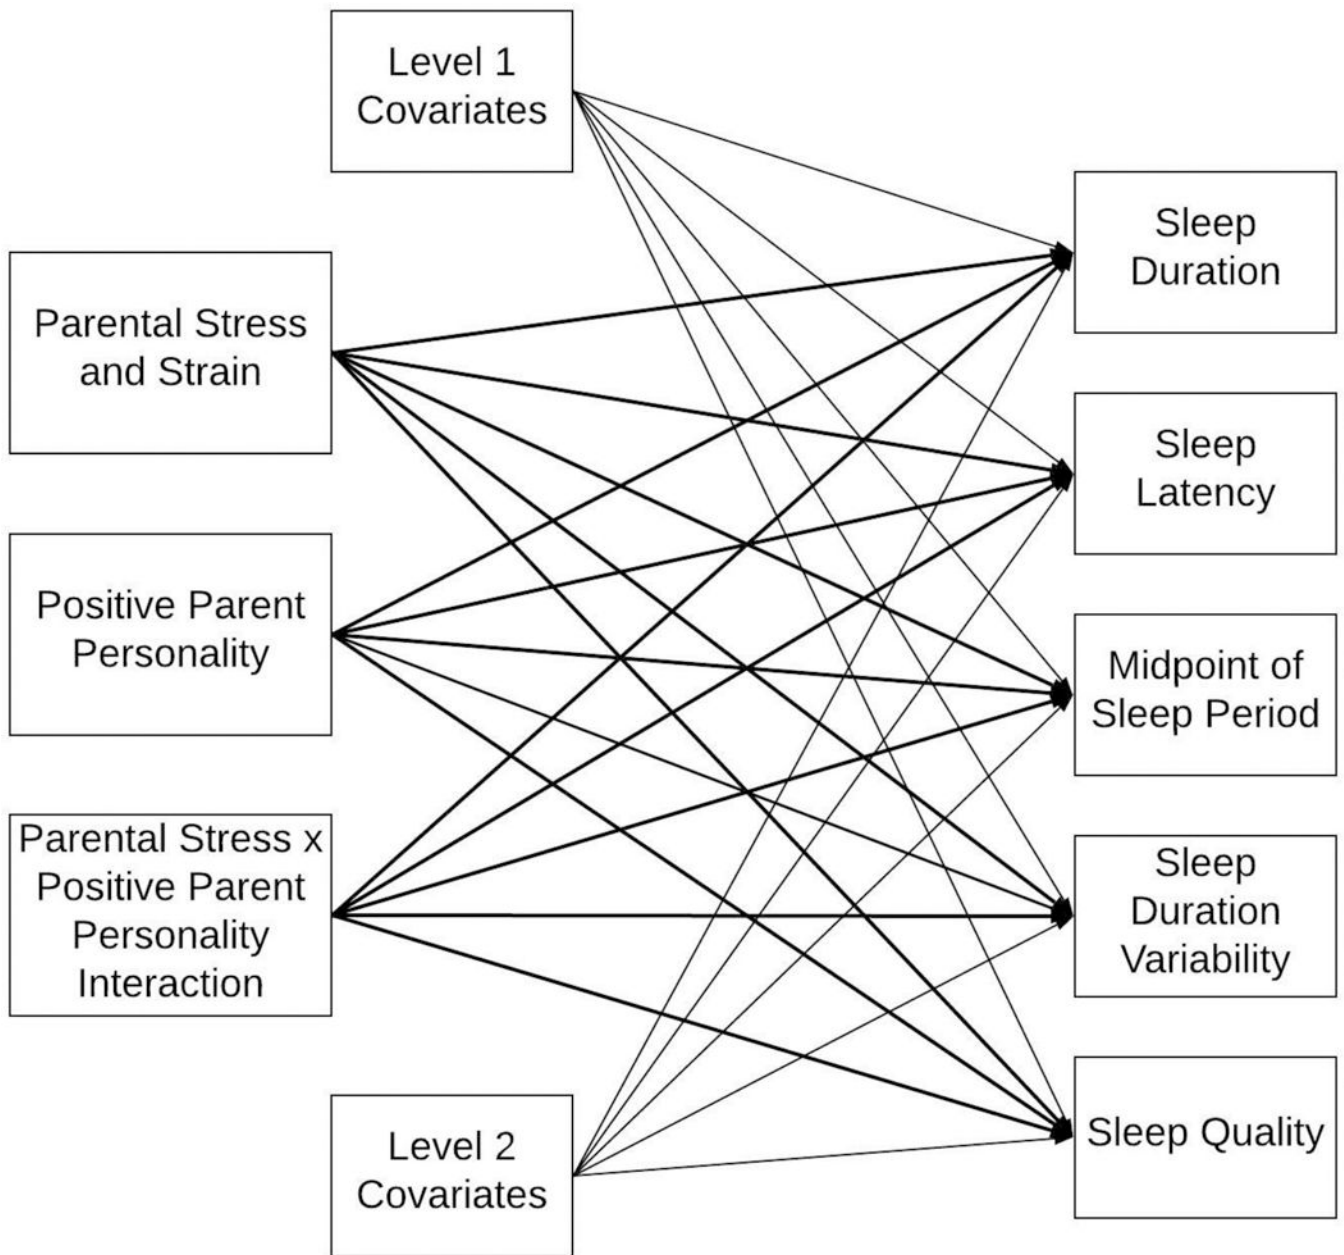 Level 1
Covariates
Parental Stress
and Strain
Positive Parent
Personality
Parental Stress x
Positive Parent
Personality
Interaction
Level 2
Covariates
Sleep
Duration
Sleep
Latency
Midpoint of
Sleep Period
Sleep
Duration
Variability
Sleep Quality